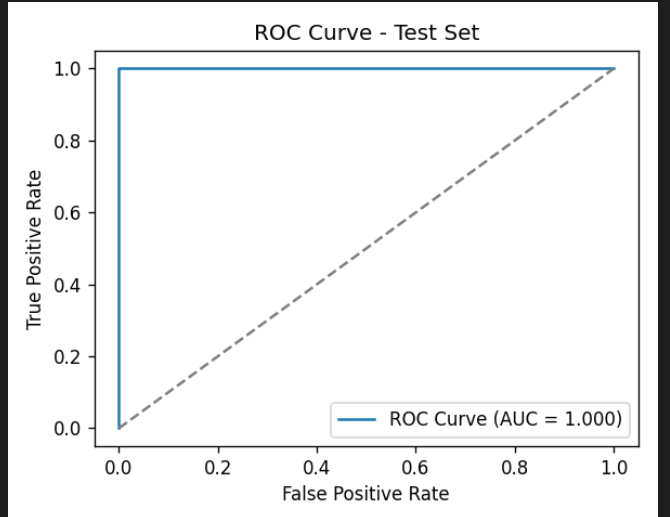 ROC Curve - Test Set
True Positive Rate
1.0
0.8
0.6
0.4
0.2
0.0
ROC Curve (AUC = 1.000)
0.0 0.2 0.4 0.6 0.8 1.0
False Positive Rate